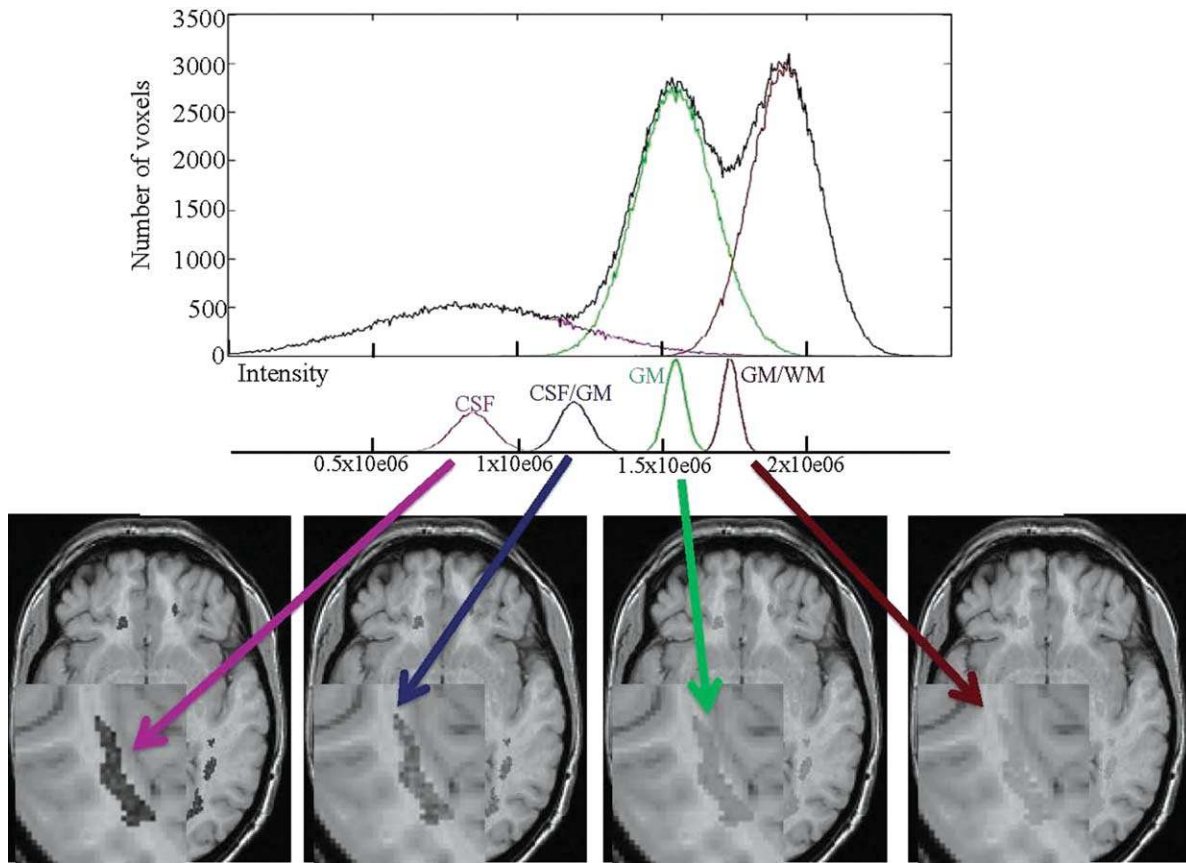 3500
3000
2500
2000
1500
1000
500
0
Number of voxels
Intensity
CSF
CSF/GM
GM
GM/WM
0.5x10e06
1x10e06
1.5x10e06
2x10e06